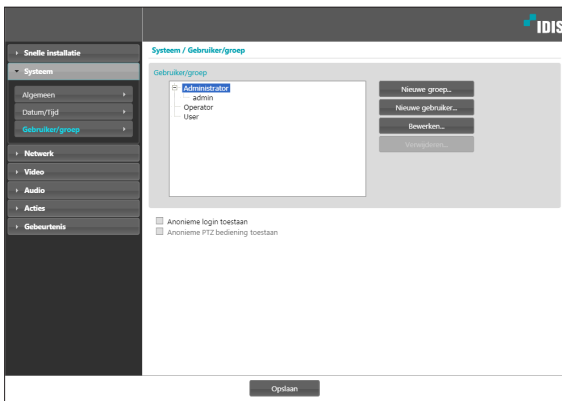 IDIS
Snelle installatie
Systeem
Algemeen
Datum/Tijd
Gebruiker/groep
Netwerk
Video
Audio
Acties
Gebeurtenis
Systeem / Gebruiker/groep
Gebruiker/groep
Administrator
admin
Operator
User
Nieuwe groep...
Nieuwe gebruiker...
Bewerken...
Verwijderen...
Anonieme login toestaan
Anonieme PTZ bediening toestaan
Opslaan